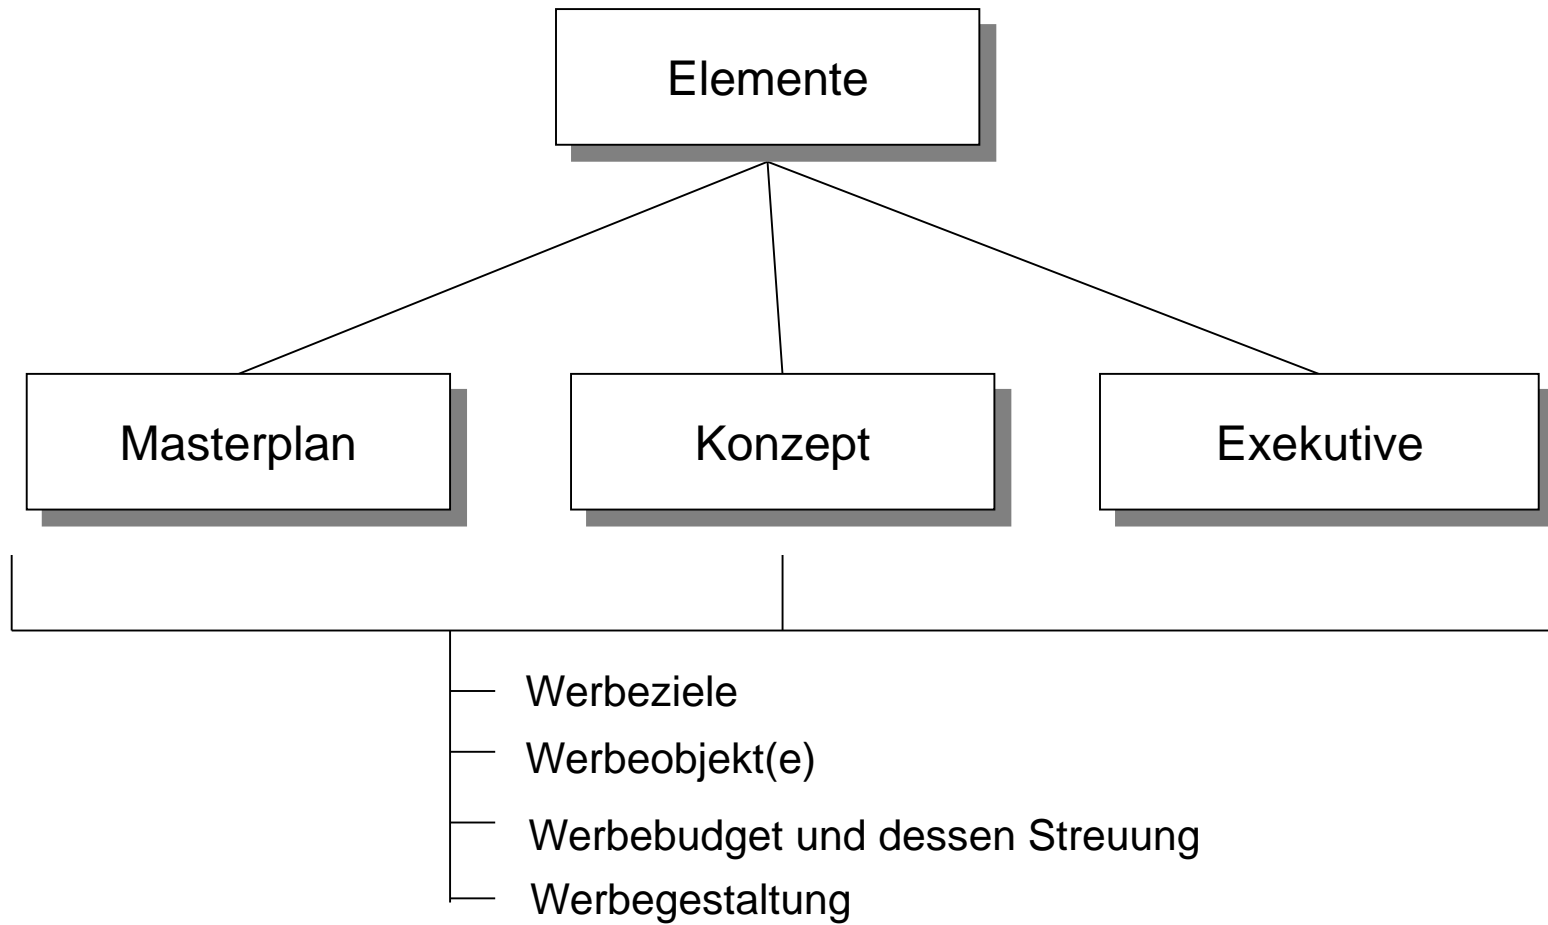 Elemente
Masterplan
Konzept
Exekutive
Werbeziele
Werbeobjekt(e)
Werbebudget und dessen Streuung
Werbegestaltung